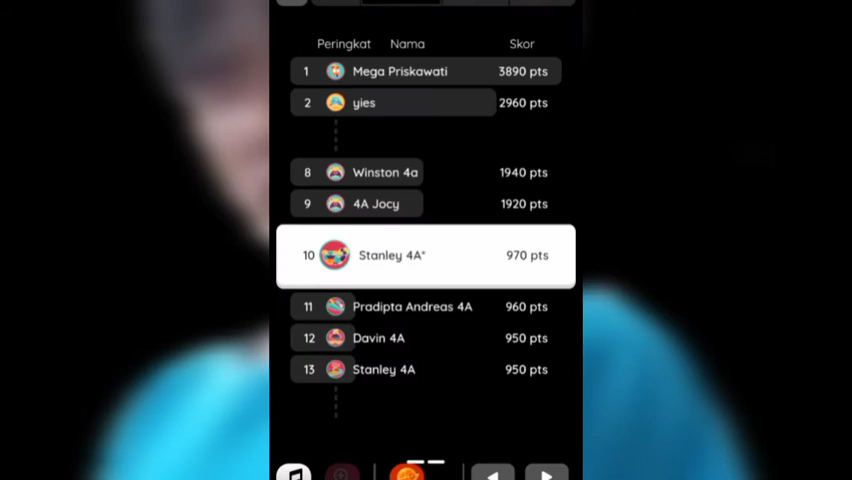 Peringkat Nama Skor
1 Mega Priskawati 3890 pts
2 yies 2960 pts
8 Winston 4a 1940 pts
9 4A Jocy 1920 pts
10 Stanley 4A* 970 pts
11 Pradipta Andreas 4A 960 pts
12 Davin 4A 950 pts
13 Stanley 4A 950 pts